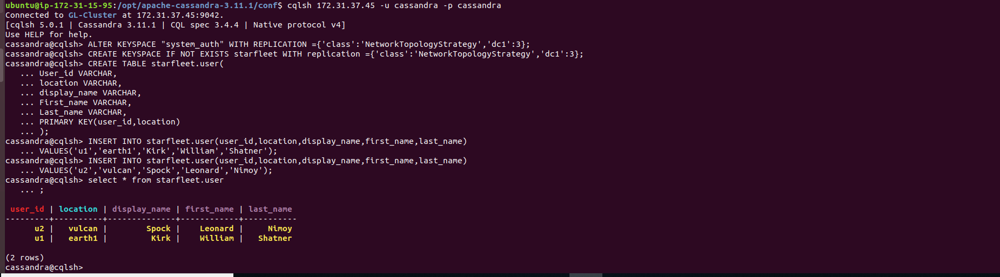 ubuntu@ip-172-31-15-95:/opt/apache-cassandra-3.11.1/conf$ cqlsh 172.31.37.45 -u cassandra -p cassandra
Connected to GL-Cluster at 172.31.37.45:9042.
[cqlsh 5.0.1 | Cassandra 3.11.1 | CQL spec 3.4.4 | Native protocol v4]
Use HELP for help.
cassandra@cqlsh> ALTER KEYSPACE "system_auth" WITH REPLICATION ={'class':'NetworkTopologyStrategy','dc1':3};
cassandra@cqlsh> CREATE KEYSPACE IF NOT EXISTS starfleet WITH replication ={'class':'NetworkTopologyStrategy','dc1':3};
cassandra@cqlsh> CREATE TABLE starfleet.user(
   ... User_id VARCHAR,
   ... location VARCHAR,
   ... display_name VARCHAR,
   ... First_name VARCHAR,
   ... Last_name VARCHAR,
   ... PRIMARY KEY(user_id,location)
   ... );
cassandra@cqlsh> INSERT INTO starfleet.user(user_id,location,display_name,first_name,last_name)
   ... VALUES('u1','earth1','Kirk','William','Shatner');
cassandra@cqlsh> INSERT INTO starfleet.user(user_id,location,display_name,first_name,last_name)
   ... VALUES('u2','vulcan','Spock','Leonard','Nimoy');
cassandra@cqlsh> select * from starfleet.user
   ... ;
 user_id | location | display_name | first_name | last_name
---------+----------+--------------+------------+-----------
      u2 |   vulcan |        Spock |    Leonard |     Nimoy
      u1 |   earth1 |         Kirk |    William |   Shatner
(2 rows)
cassandra@cqlsh>